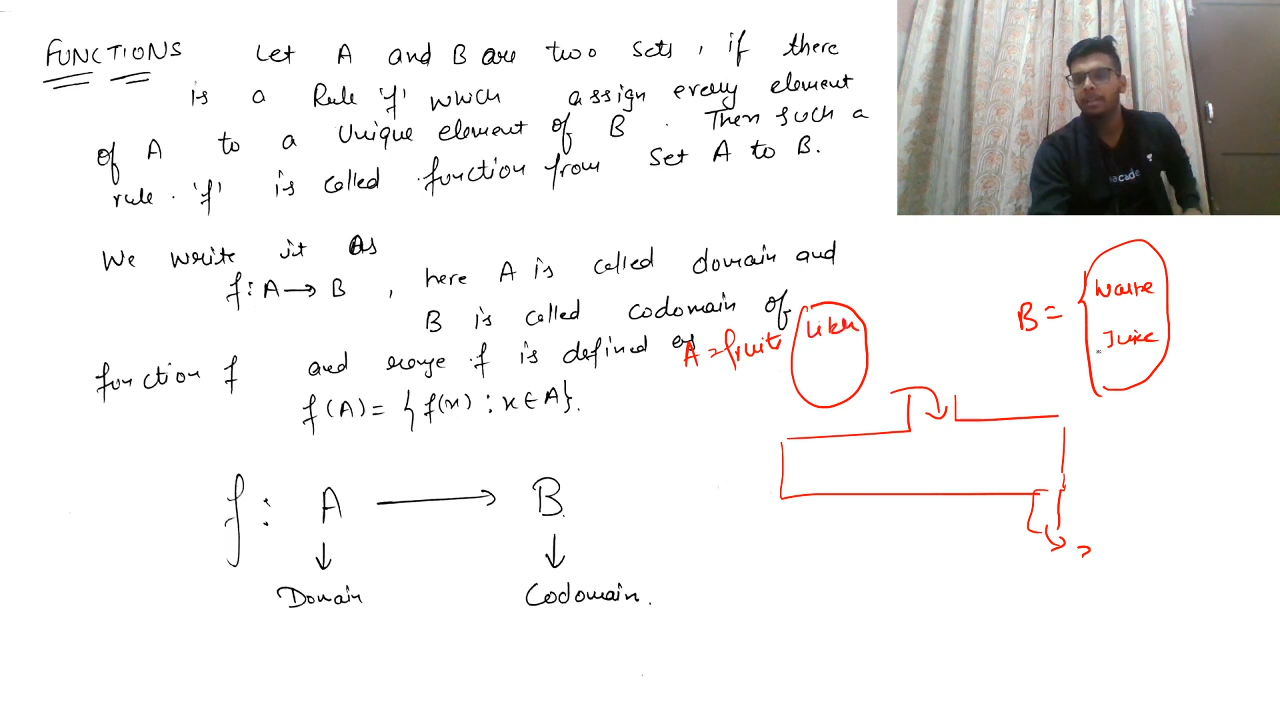 FUNCTIONS Let A and B are two sets, if there
is a Rule 'f' which assign every element
of A to a Unique element of B. Then such a
rule 'f' is called function from set A to B.
We write it as
f: A → B, here A is called domain and
B is called codomain of
function f and range f is defined as
f(A) = {f(x) : x ∈ A}.
f: A → B.
Domain
Codomain.
A = fruits
B = {
Waste
Juice
?
acade